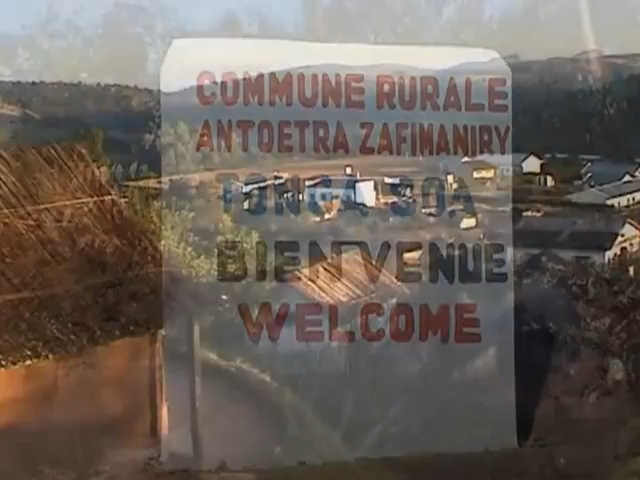 COMMUNE RURALE
ANTOETRA ZAFIMANIRY
TONGA SOA
BIENVENUE
WELCOME